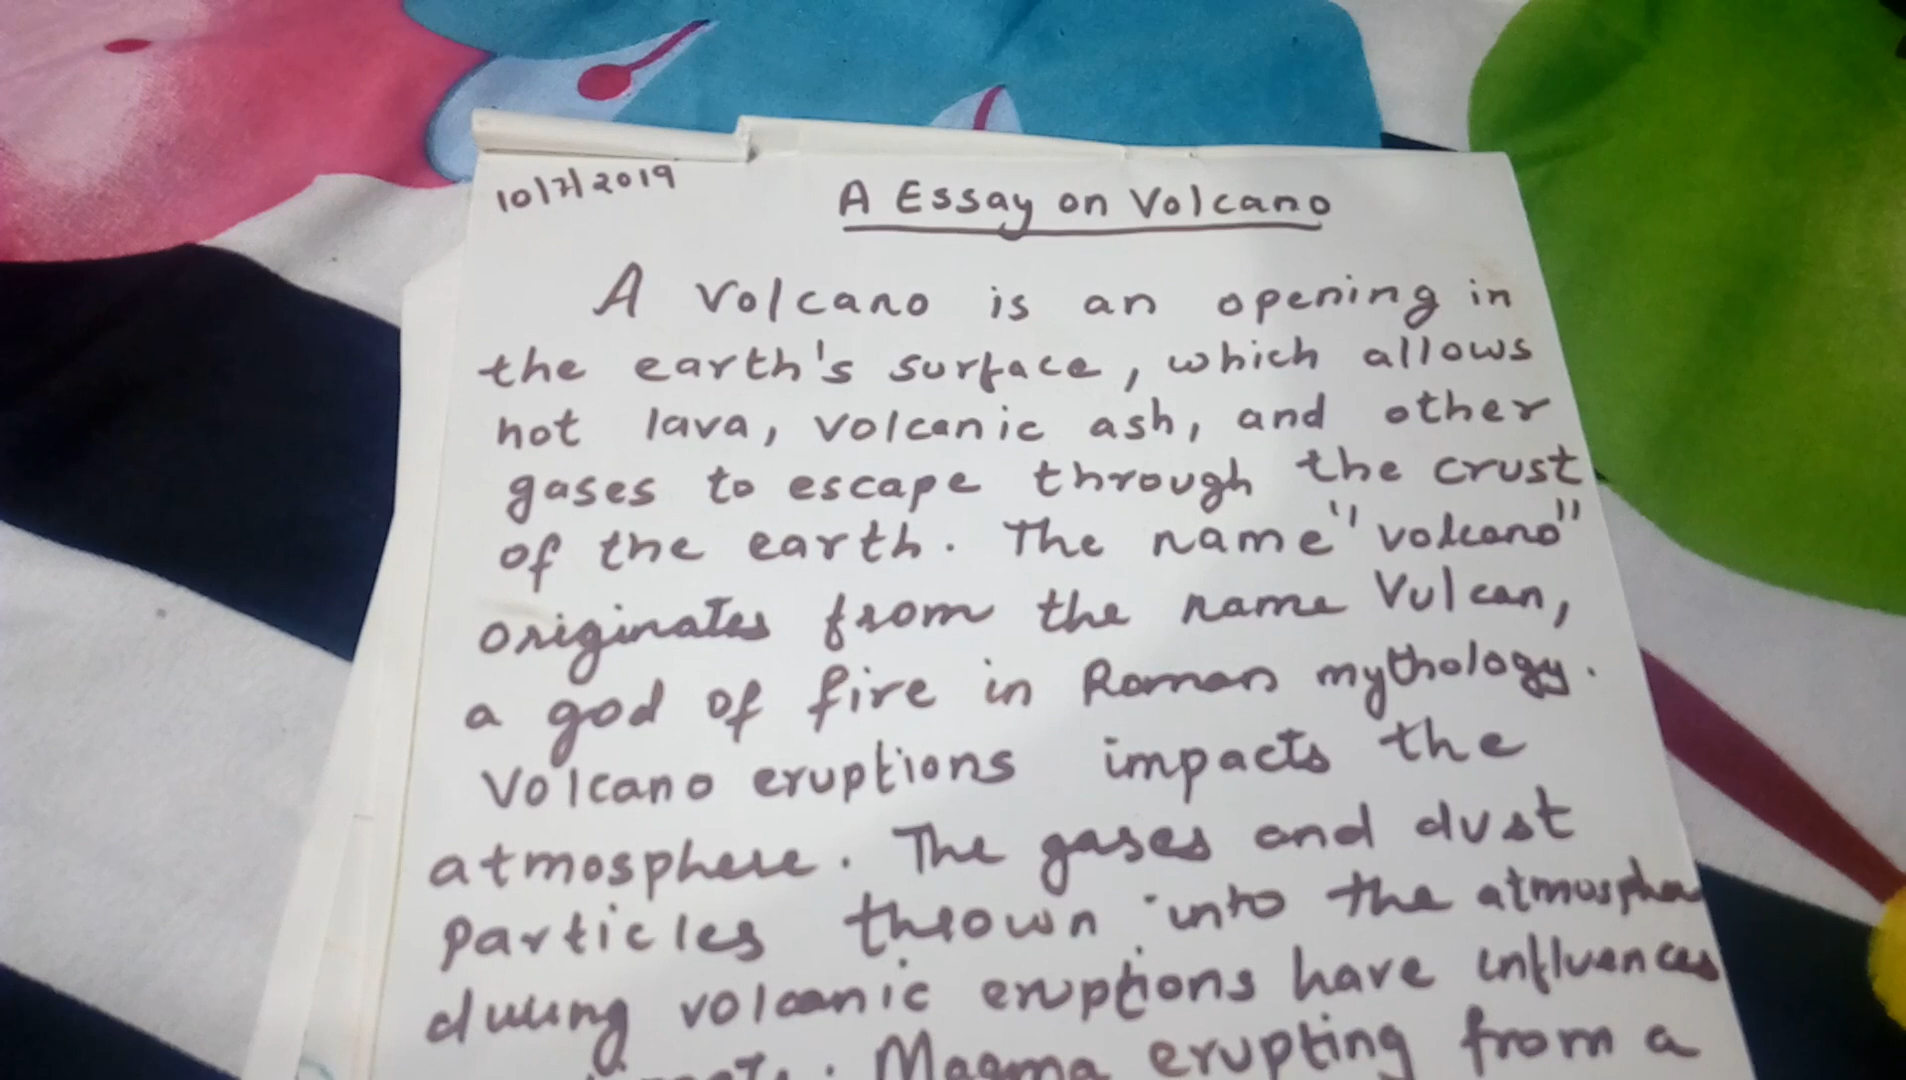 10/7/2019
A Essay on Volcano
A volcano is an opening in
the earth's surface, which allows
hot lava, volcanic ash, and other
gases to escape through the crust
of the earth. The name "volcano"
originates from the name Vulcan,
a god of fire in Roman mythology.
Volcano eruptions impacts the
atmosphere. The gases and dust
particles thrown into the
during volcanic eruptions have influences
. Magma erupting from a